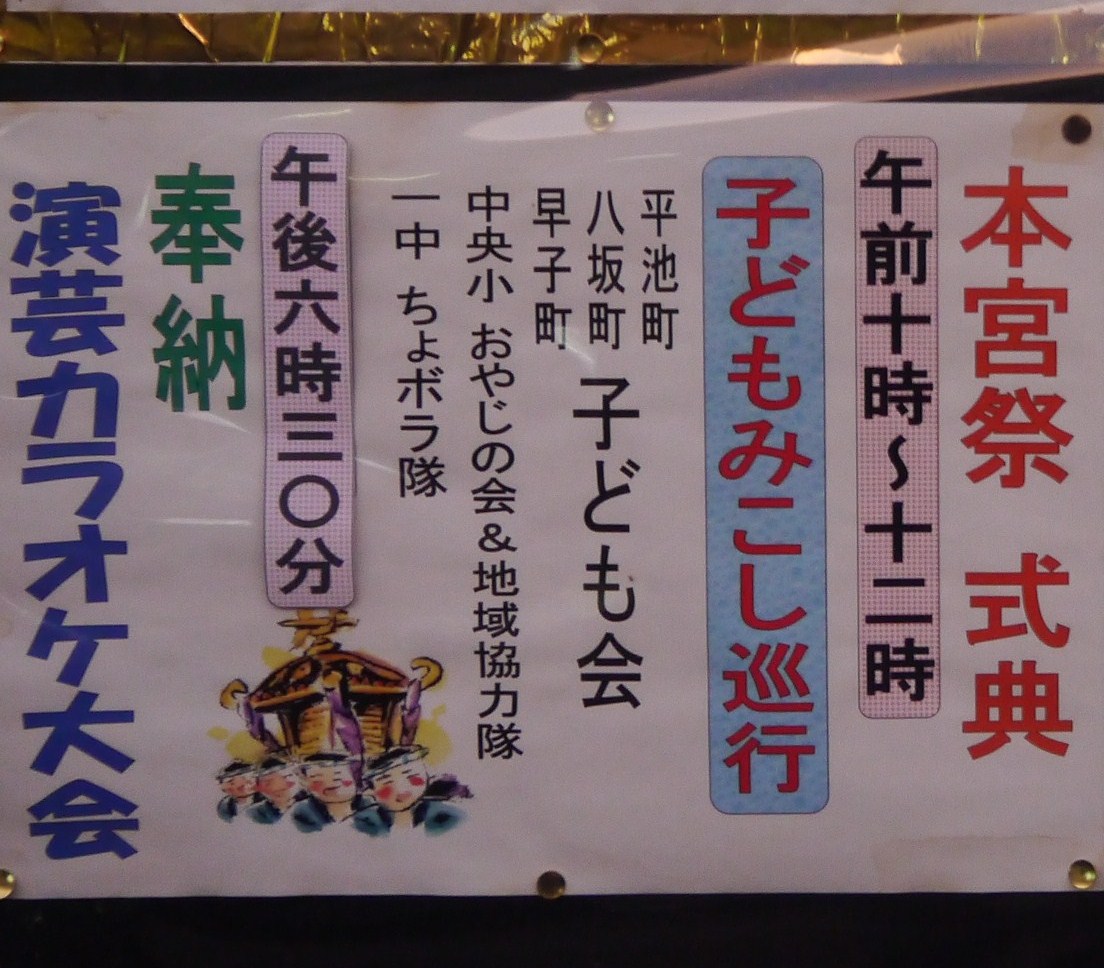 本宮祭 式典
午前十時~十二時
子どもみこし巡行
平池町
八坂町
早子町
子ども会
中央小 おやじの会&地域協力隊
一中 ちょボラ隊
午後六時三〇分
奉納
演芸カラオケ大会